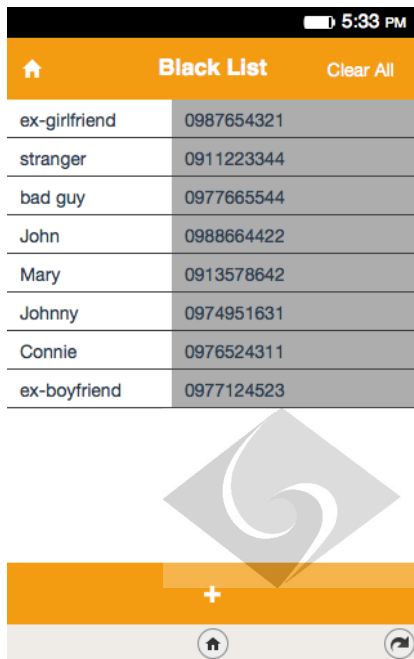 5:33 PM
Black List Clear All
ex-girlfriend 0987654321
stranger 0911223344
bad guy 0977665544
John 0988664422
Mary 0913578642
Johnny 0974951631
Connie 0976524311
ex-boyfriend 0977124523
+